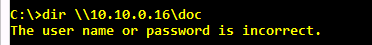 C:\>dir \\10.10.0.16\doc
The user name or password is incorrect.